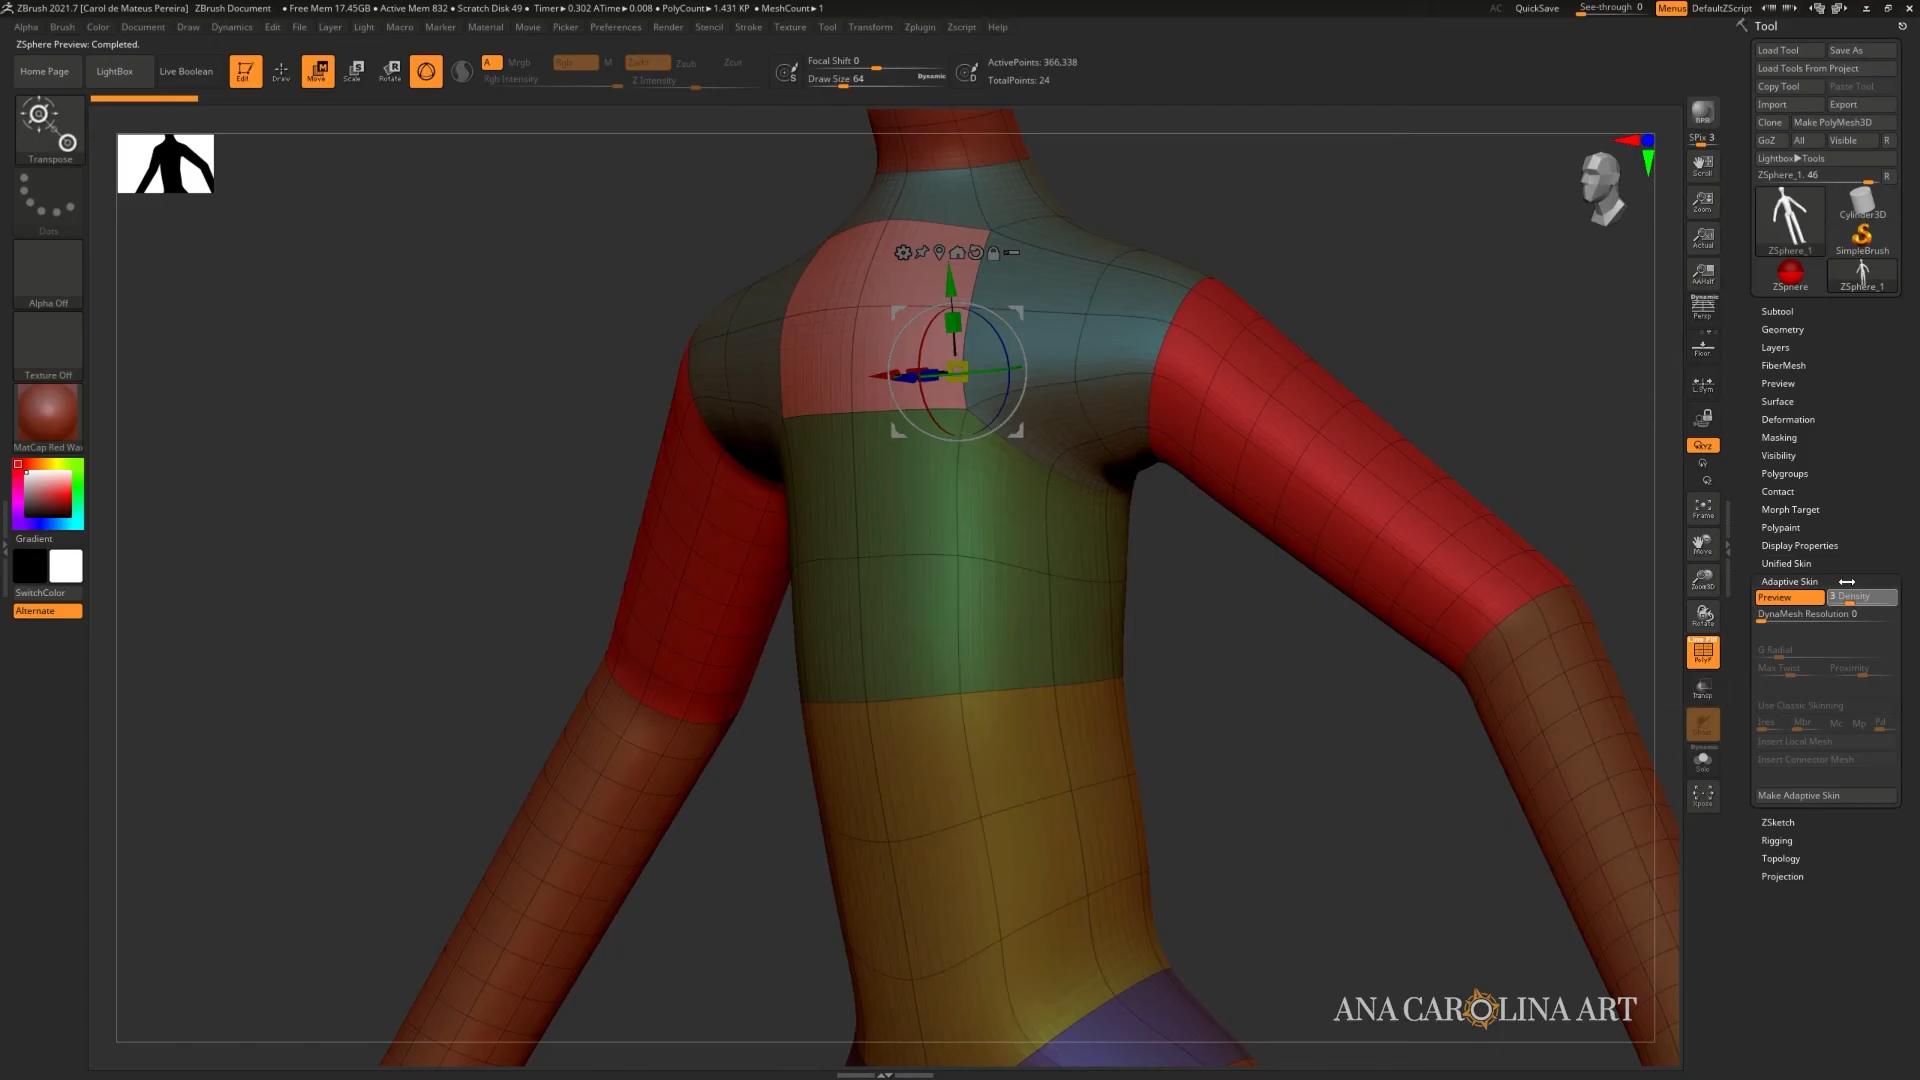 ZBrush 2021.7 [Carol de Mateus Pereira] ZBrush Document • Free Mem 17.45GB • Active Mem 832 • Scratch Disk 49 • Timer▸0.302 ATime▸0.008 • PolyCount▸1.431 KP • MeshCount▸1 AC QuickSave See-through 0 Menus DefaultZScript
Alpha Brush Color Document Draw Dynamics Edit File Layer Light Macro Marker Material Movie Picker Preferences Render Stencil Stroke Texture Tool Transform Zplugin Zscript Help
ZSphere Preview: Completed.
Home Page LightBox Live Boolean Edit Draw Move Scale Rotate
A Mrgb Rgb M Zadd Zsub Zcut
Rgb Intensity Z Intensity
Focal Shift 0
Draw Size 64 Dynamic
ActivePoints: 366,338
TotalPoints: 24
Transpose
Dots
Alpha Off
Texture Off
MatCap Red Wax
Gradient
SwitchColor
Alternate
BPR
SPix 3
Scroll
Zoom
Actual
AAHalf
Dynamic
Persp
Floor
L.Sym
XYZ
Frame
Move
Zoom3D
Rotate
Line Fill
PolyF
Transp
Ghost
Dynamic
Solo
Xpose
Tool
Load Tool Save As
Load Tools From Project
Copy Tool Paste Tool
Import Export
Clone Make PolyMesh3D
GoZ All Visible R
Lightbox▸Tools
ZSphere_1. 46 R
Cylinder3D
ZSphere_1 SimpleBrush
ZSphere ZSphere_1
Subtool
Geometry
Layers
FiberMesh
Preview
Surface
Deformation
Masking
Visibility
Polygroups
Contact
Morph Target
Polypaint
Display Properties
Unified Skin
Adaptive Skin
Preview 3 Density
DynaMesh Resolution 0
G Radial
Max Twist Proximity
Use Classic Skinning
Ires Mbr Mc Mp Pd
Insert Local Mesh
Insert Connector Mesh
Make Adaptive Skin
ZSketch
Rigging
Topology
Projection
ANA CAROLINA ART